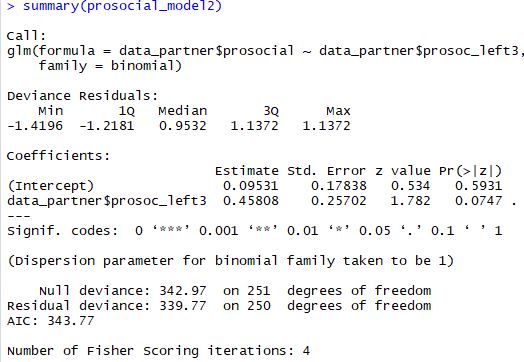 > summary(prosocial_model2)
Call:
glm(formula = data_partner$prosocial ~ data_partner$prosoc_left3,
    family = binomial)
Deviance Residuals:
    Min       1Q   Median       3Q      Max
-1.4196  -1.2181   0.9532   1.1372   1.1372
Coefficients:
                          Estimate Std. Error z value Pr(>|z|)
(Intercept)                0.09531    0.17838   0.534   0.5931
data_partner$prosoc_left3  0.45808    0.25702   1.782   0.0747 .
---
Signif. codes:  0 ‘***’ 0.001 ‘**’ 0.01 ‘*’ 0.05 ‘.’ 0.1 ‘ ’ 1
(Dispersion parameter for binomial family taken to be 1)
    Null deviance: 342.97  on 251  degrees of freedom
Residual deviance: 339.77  on 250  degrees of freedom
AIC: 343.77
Number of Fisher Scoring iterations: 4